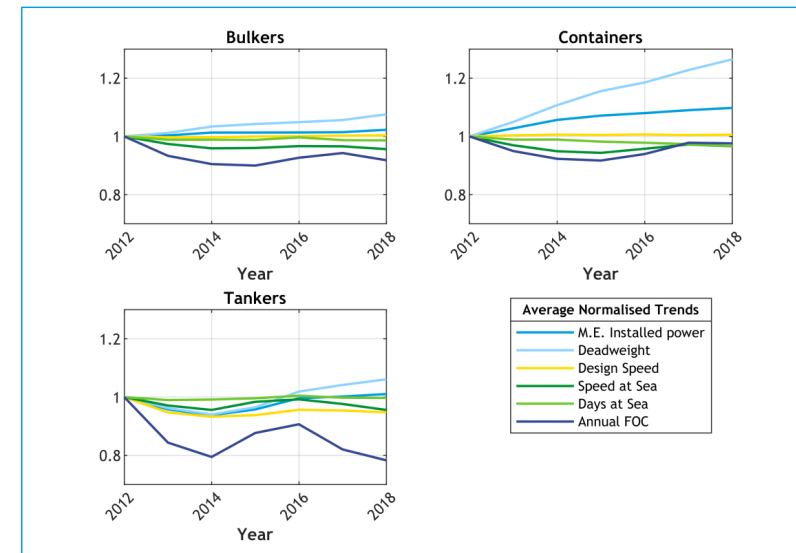 Bulkers
1.2
1
0.8
2012
2014
2016
2018
Year
Containers
1.2
1
0.8
2012
2014
2016
2018
Year
Tankers
1.2
1
0.8
2012
2014
2016
2018
Year
Average Normalised Trends
M.E. Installed power
Deadweight
Design Speed
Speed at Sea
Days at Sea
Annual FOC